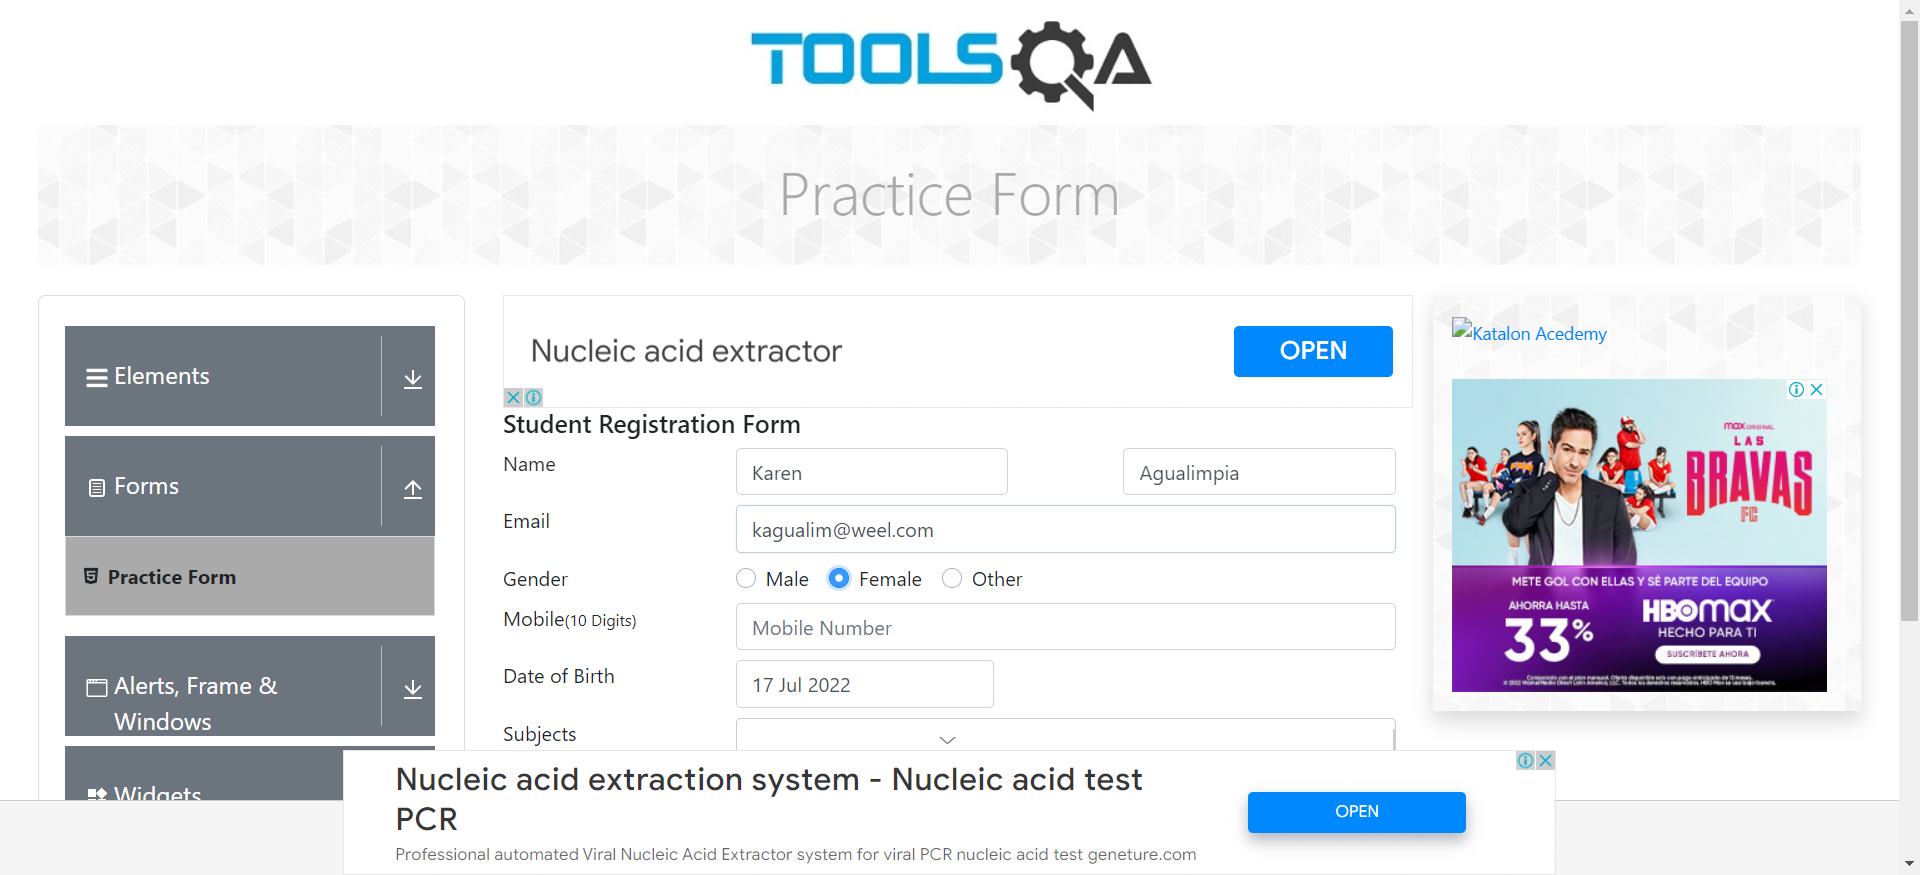 TOOLSQA
Practice Form
Elements
Forms
Practice Form
Alerts, Frame &
Windows
Widgets
Nucleic acid extractor
OPEN
Student Registration Form
Name
Karen
Agualimpia
Email
kagualim@weel.com
Gender
Male
Female
Other
Mobile(10 Digits)
Mobile Number
Date of Birth
17 Jul 2022
Subjects
Katalon Acedemy
max ORIGINAL
LAS
BRAVAS
FC
METE GOL CON ELLAS Y SÉ PARTE DEL EQUIPO
AHORRA HASTA
33%
HBOMAX
HECHO PARA TI
SUSCRÍBETE AHORA
Nucleic acid extraction system - Nucleic acid test
PCR
Professional automated Viral Nucleic Acid Extractor system for viral PCR nucleic acid test geneture.com
OPEN